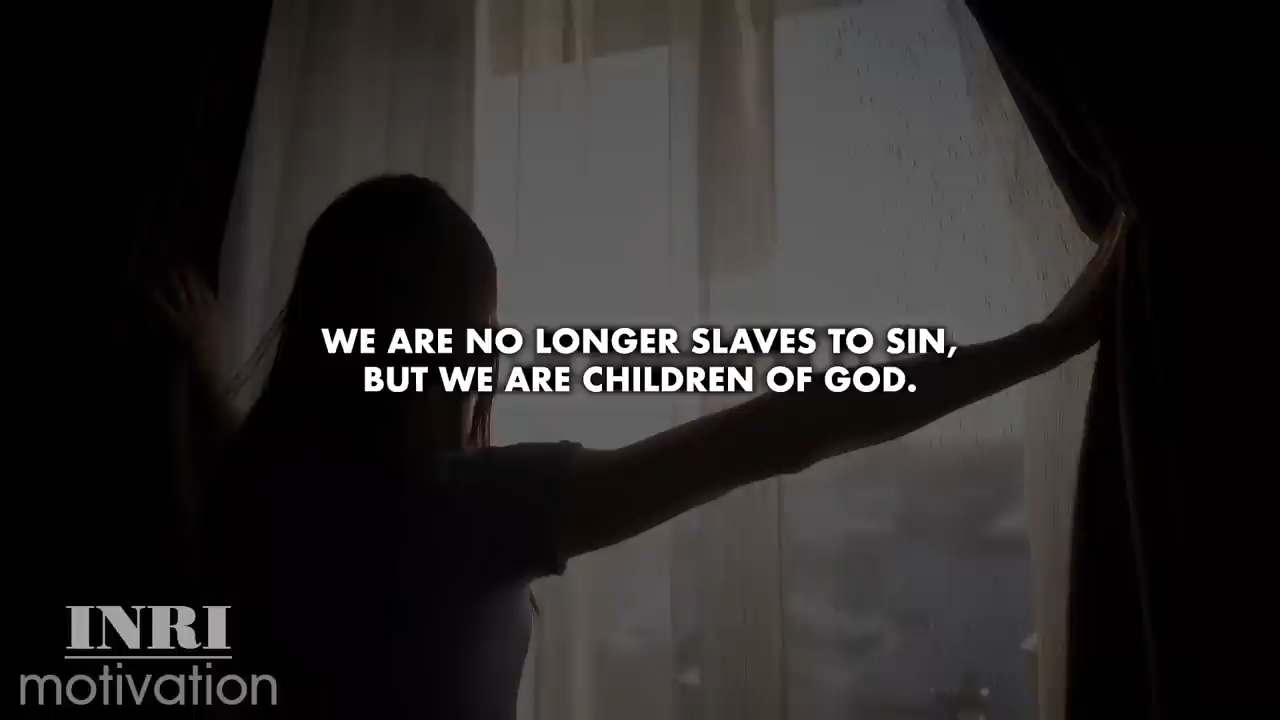 WE ARE NO LONGER SLAVES TO SIN,
BUT WE ARE CHILDREN OF GOD.
INRI
motivation